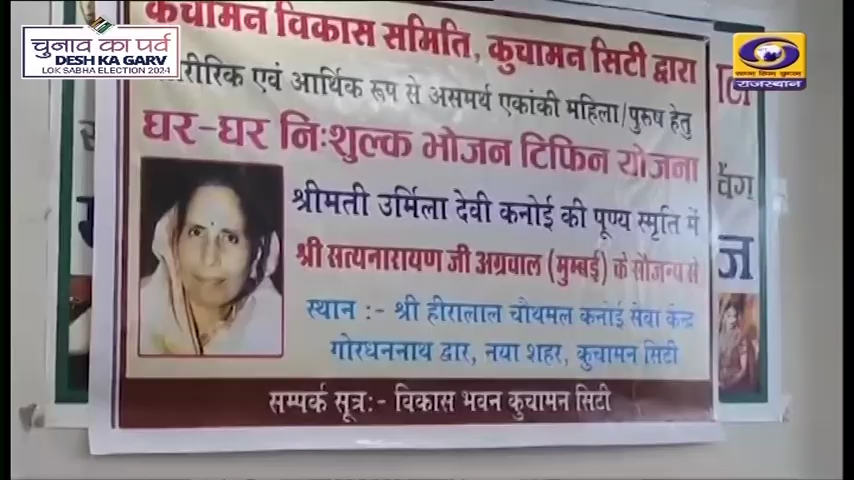 चुनाव का पर्व
DESH KA GARV
LOK SABHA ELECTION 2024
राजस्थान
कुचामन विकास समिति, कुचामन सिटी द्वारा
शारीरिक एवं आर्थिक रूप से असमर्थ एकांकी महिला/पुरूष हेतु
घर-घर निःशुल्क भोजन टिफिन योजना
श्रीमती उर्मिला देवी कनोई की पूण्य स्मृति में
श्री सत्यनारायण जी अग्रवाल (मुम्बई) के सौजन्य से
स्थान :- श्री हीरालाल चौथमल कनोई सेवा केन्द्र
गोरधननाथ द्वार, नया शहर, कुचामन सिटी
सम्पर्क सूत्र:- विकास भवन कुचामन सिटी